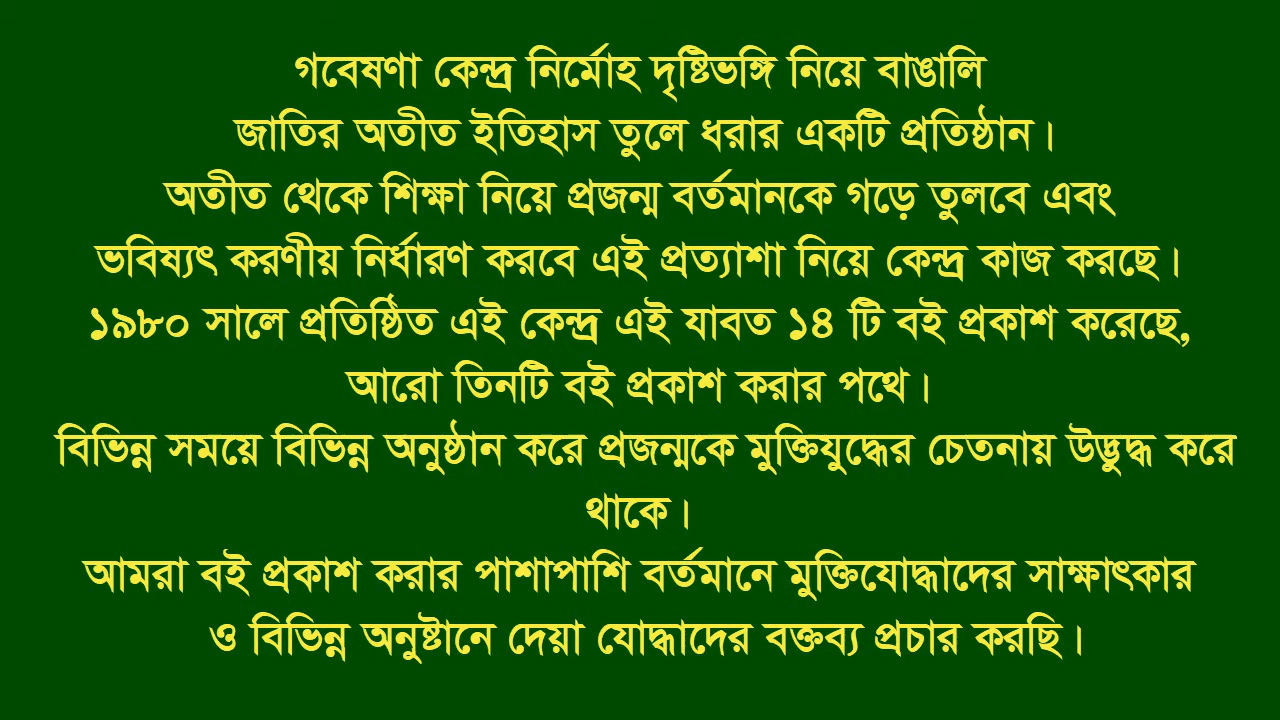 গবেষণা কেন্দ্র নির্মোহ দৃষ্টিভঙ্গি নিয়ে বাঙালি
জাতির অতীত ইতিহাস তুলে ধরার একটি প্রতিষ্ঠান।
অতীত থেকে শিক্ষা নিয়ে প্রজন্ম বর্তমানকে গড়ে তুলবে এবং
ভবিষ্যৎ করণীয় নির্ধারণ করবে এই প্রত্যাশা নিয়ে কেন্দ্র কাজ করছে।
১৯৮০ সালে প্রতিষ্ঠিত এই কেন্দ্র এই যাবত ১৪ টি বই প্রকাশ করেছে,
আরো তিনটি বই প্রকাশ করার পথে।
বিভিন্ন সময়ে বিভিন্ন অনুষ্ঠান করে প্রজন্মকে মুক্তিযুদ্ধের চেতনায় উদ্ভুদ্ধ করে
থাকে।
আমরা বই প্রকাশ করার পাশাপাশি বর্তমানে মুক্তিযোদ্ধাদের সাক্ষাৎকার
ও বিভিন্ন অনুষ্টানে দেয়া যোদ্ধাদের বক্তব্য প্রচার করছি।